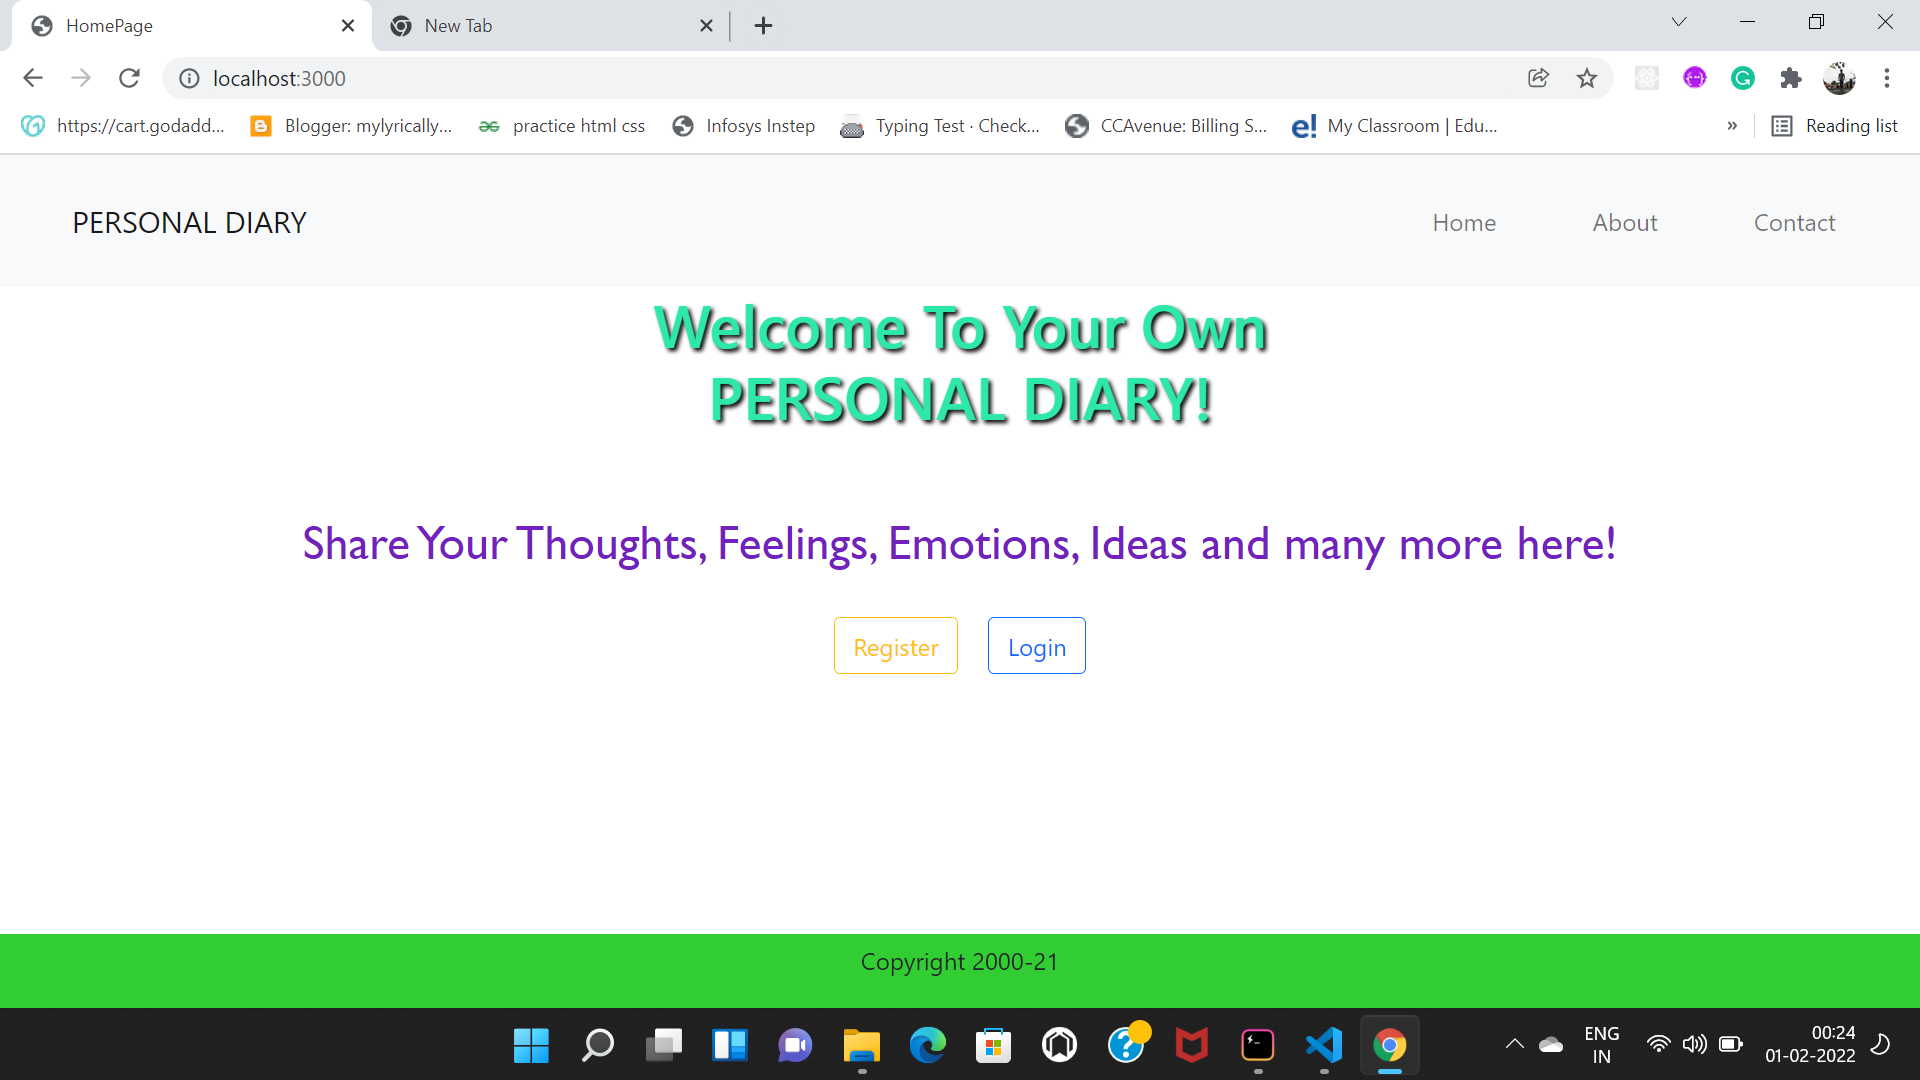 HomePage
New Tab
localhost:3000
https://cart.godadd...
Blogger: mylyrically...
practice html css
Infosys Instep
Typing Test · Check...
CCAvenue: Billing S...
e!
My Classroom | Edu...
»
Reading list
PERSONAL DIARY
Home
About
Contact
Welcome To Your Own
PERSONAL DIARY!
Share Your Thoughts, Feelings, Emotions, Ideas and many more here!
Register
Login
Copyright 2000-21
ENG
IN
00:24
01-02-2022